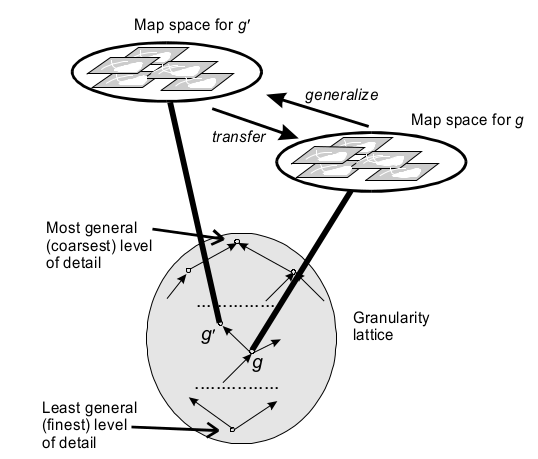 Map space for g'
generalize
Map space for g
transfer
Most general
(coarsest) level
of detail
Granularity
lattice
g'
g
Least general
(finest) level
of detail